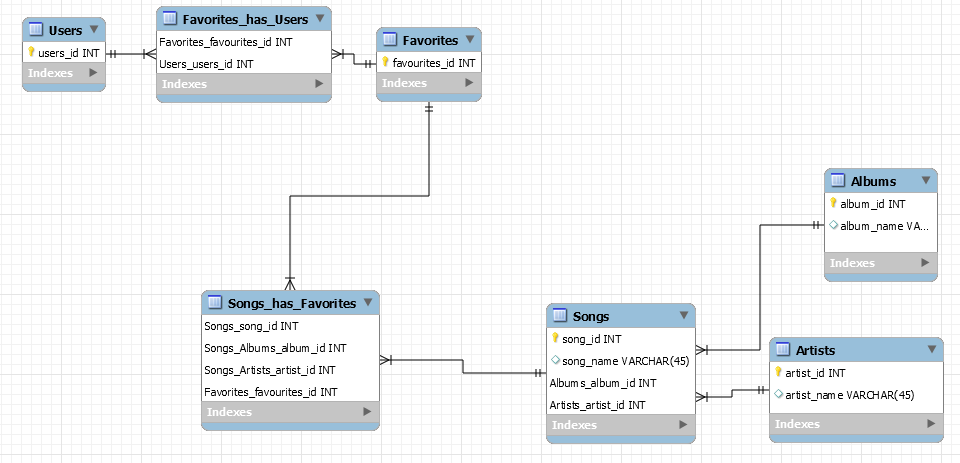 Users
users_id INT
Indexes
Favorites_has_Users
Favorites_favourites_id INT
Users_users_id INT
Indexes
Favorites
favourites_id INT
Indexes
Albums
album_id INT
album_name VA...
Indexes
Songs_has_Favorites
Songs_song_id INT
Songs_Albums_album_id INT
Songs_Artists_artist_id INT
Favorites_favourites_id INT
Indexes
Songs
song_id INT
song_name VARCHAR(45)
Albums_album_id INT
Artists_artist_id INT
Indexes
Artists
artist_id INT
artist_name VARCHAR(45)
Indexes